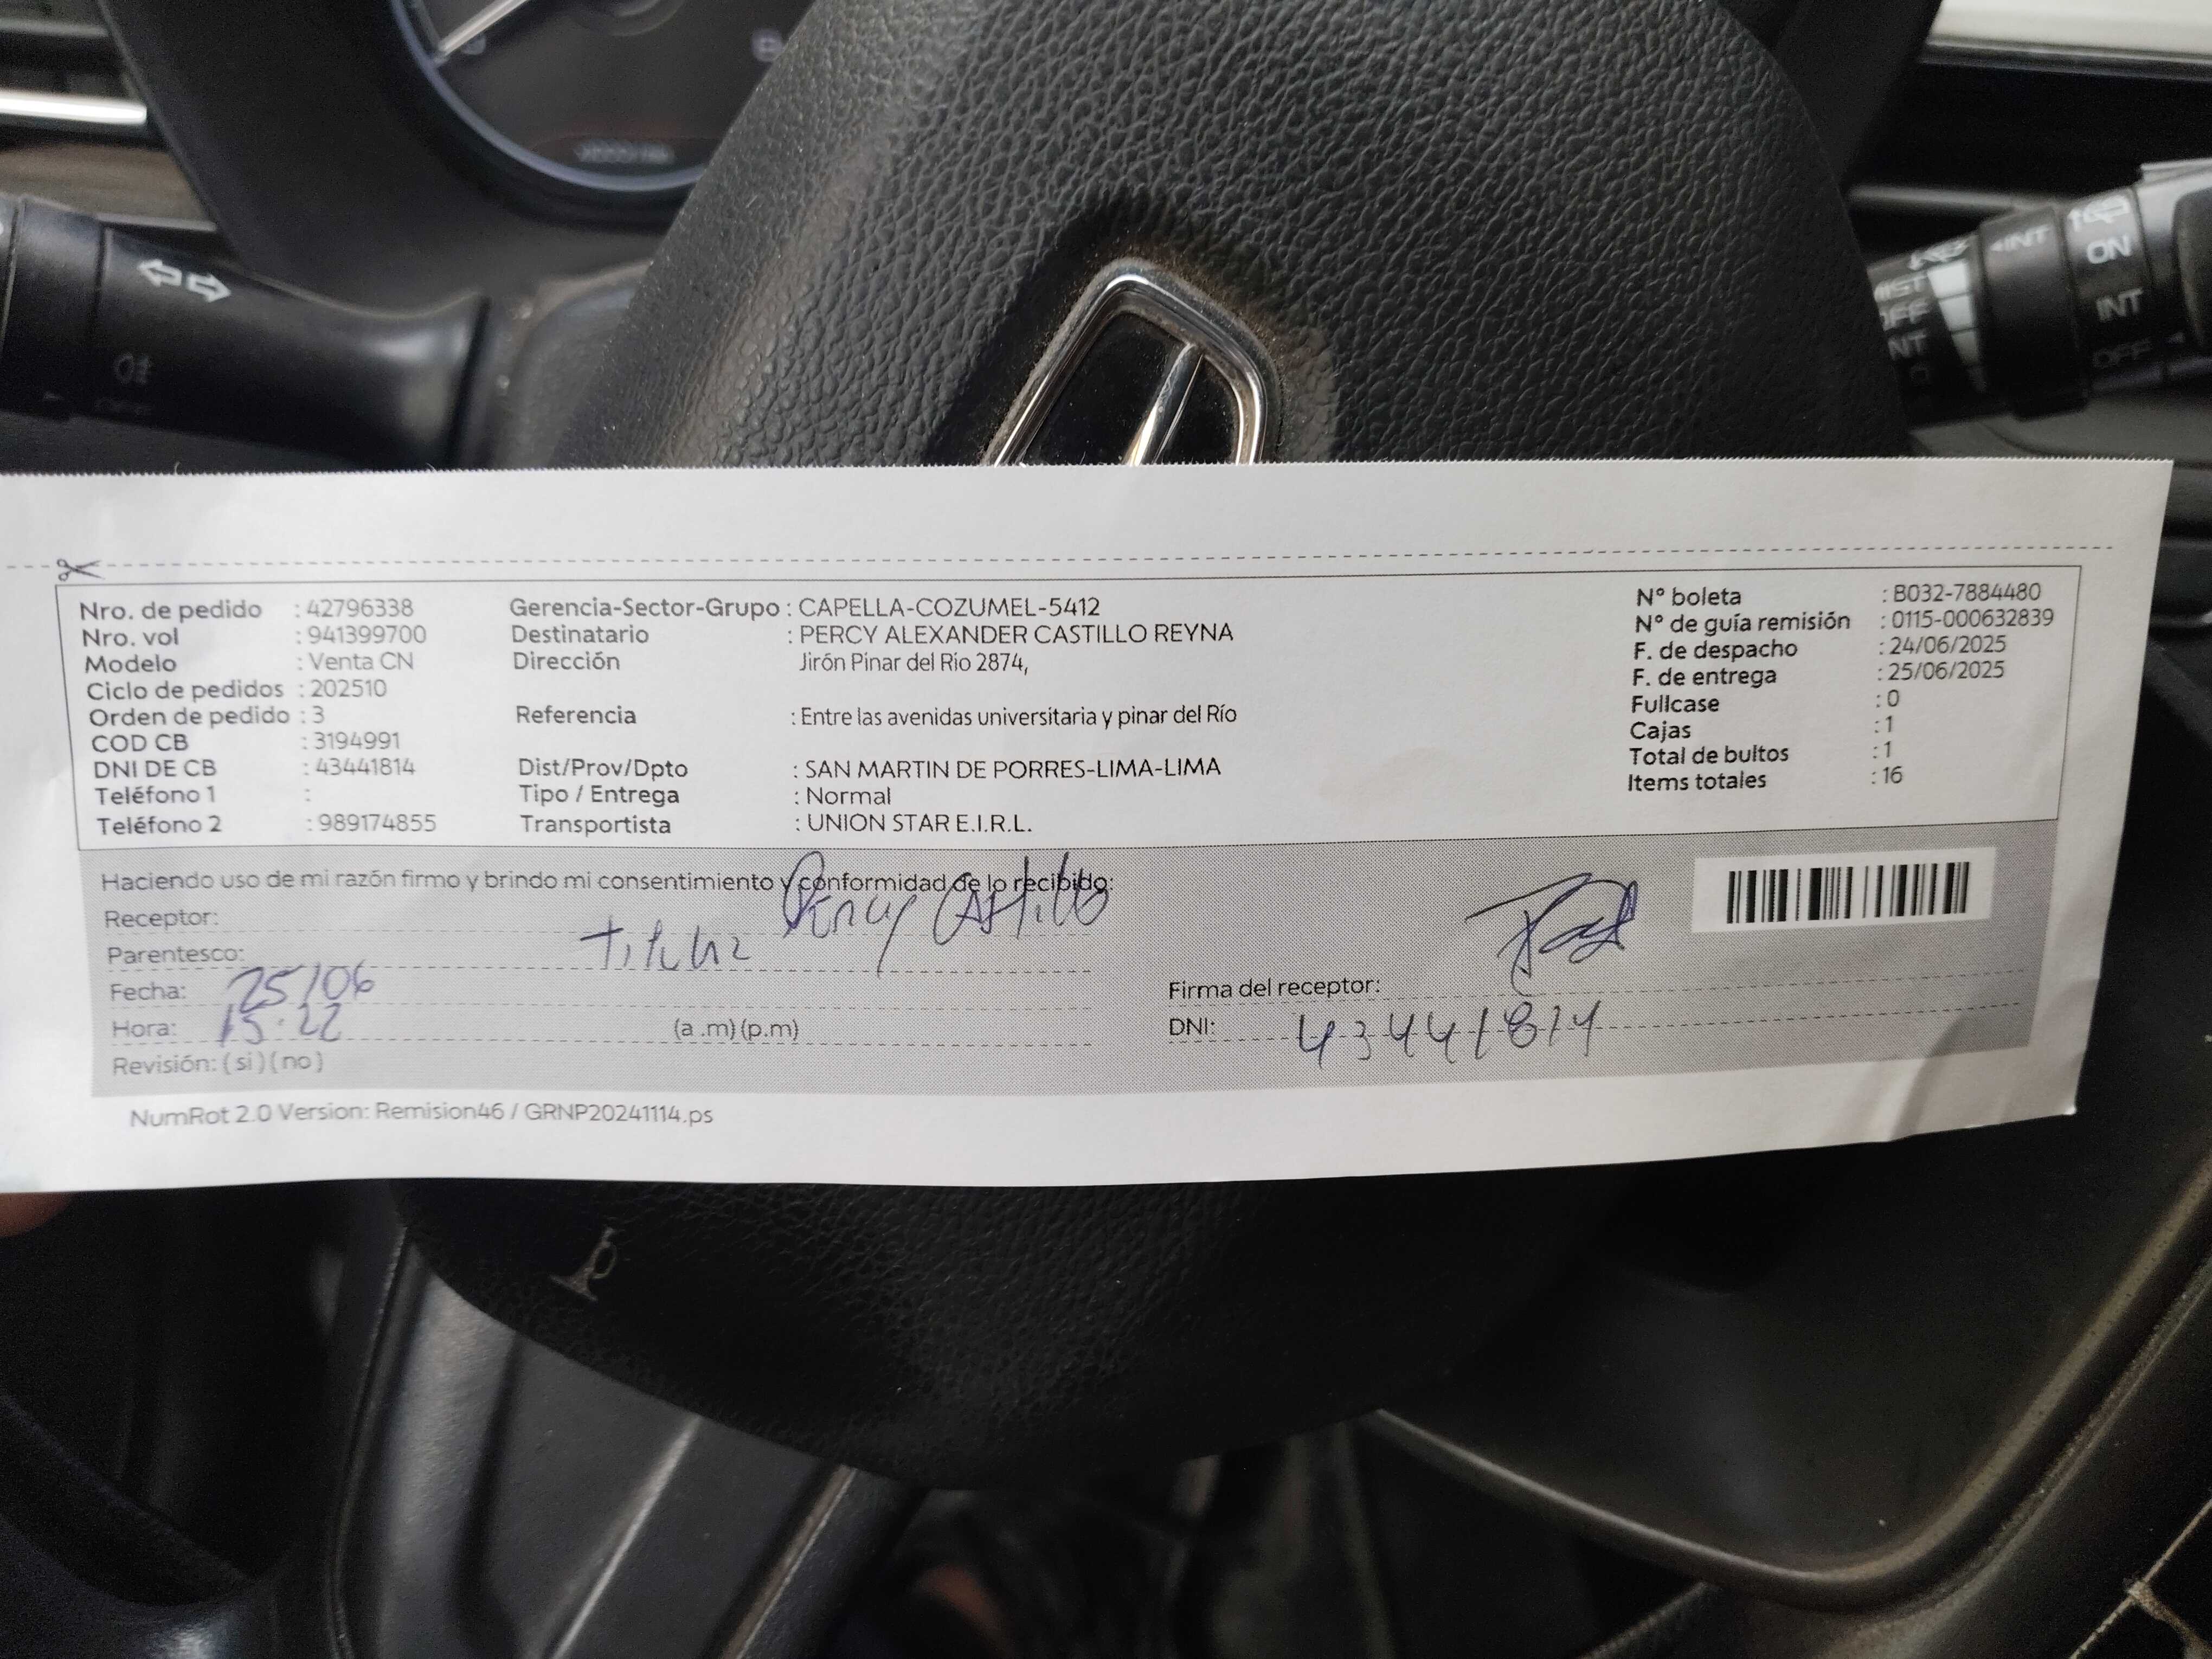 ON
INT
OFF
<INT
MIST
OFF
INT
Nro. de pedido : 42796338 Gerencia-Sector-Grupo : CAPELLA-COZUMEL-5412 N° boleta : B032-7884480
Nro. vol : 941399700 Destinatario : PERCY ALEXANDER CASTILLO REYNA N° de guía remisión : 0115-000632839
Modelo : Venta CN Dirección Jirón Pinar del Rio 2874, F. de despacho : 24/06/2025
Ciclo de pedidos : 202510 F. de entrega : 25/06/2025
Orden de pedido : 3 Referencia : Entre las avenidas universitaria y pinar del Río Fullcase : 0
COD CB : 3194991 Cajas : 1
DNI DE CB : 43441814 Dist/Prov/Dpto : SAN MARTIN DE PORRES-LIMA-LIMA Total de bultos : 1
Teléfono 1 : Tipo / Entrega : Normal Items totales : 16
Teléfono 2 : 989174855 Transportista : UNION STAR E.I.R.L.
Haciendo uso de mi razón firmo y brindo mi consentimiento y conformidad de lo recibido:
Receptor: Percy Castillo
Parentesco: Titular
Fecha: 25/06 Firma del receptor:
Hora: 15:22 (a .m) (p.m) DNI: 43441814
Revisión: ( si ) ( no )
NumRot 2.0 Version: Remision46 / GRNP20241114.ps